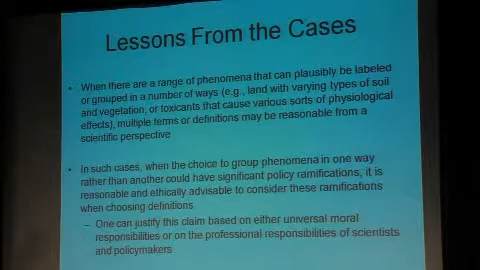 Lessons From the Cases
• When there are a range of phenomena that can plausibly be labeled
or grouped in a number of ways (e.g., land with varying types of soil
and vegetation, or toxicants that cause various sorts of physiological
effects), multiple terms or definitions may be reasonable from a
scientific perspective
• In such cases, when the choice to group phenomena in one way
rather than another could have significant policy ramifications, it is
reasonable and ethically advisable to consider these ramifications
when choosing definitions
– One can justify this claim based on either universal moral
responsibilities or on the professional responsibilities of scientists
and policymakers